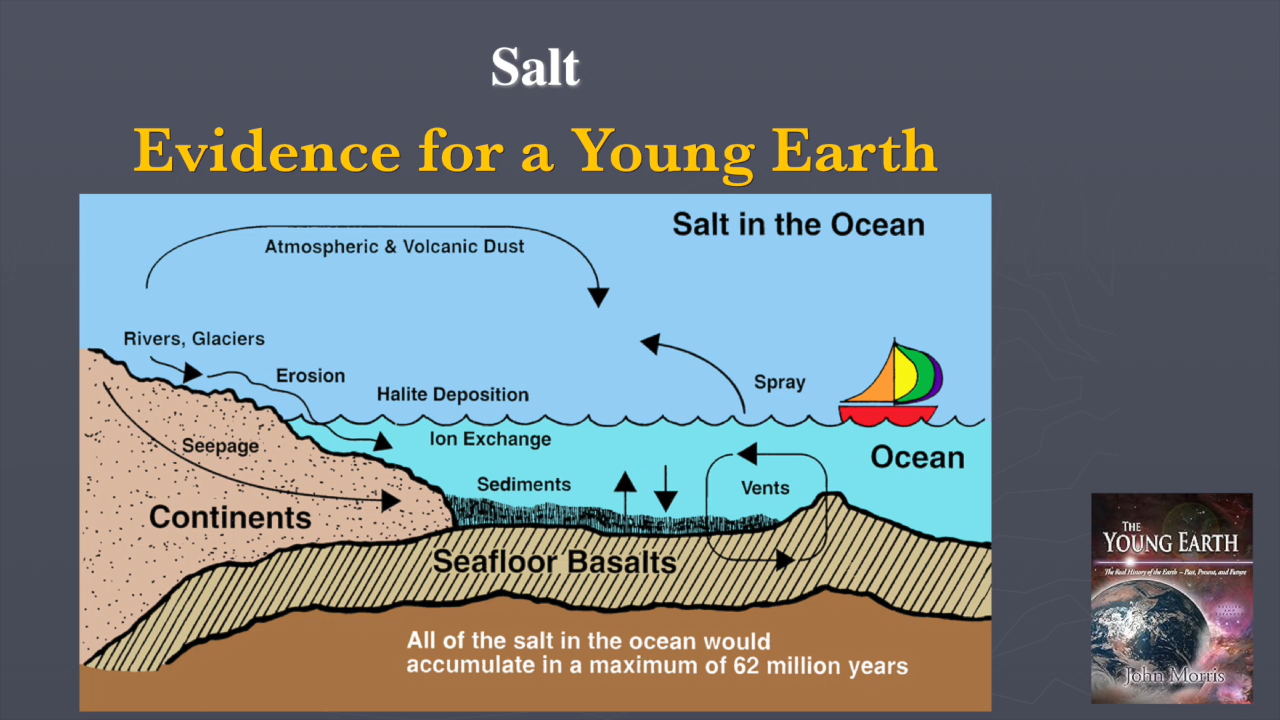 Salt
Evidence for a Young Earth
Salt in the Ocean
Atmospheric & Volcanic Dust
Rivers, Glaciers
Erosion
Halite Deposition
Spray
Seepage
Ion Exchange
Ocean
Sediments
Vents
Continents
Seafloor Basalts
All of the salt in the ocean would
accumulate in a maximum of 62 million years
THE
YOUNG EARTH
The Real History of the Earth – Past, Present, and Future
John Morris